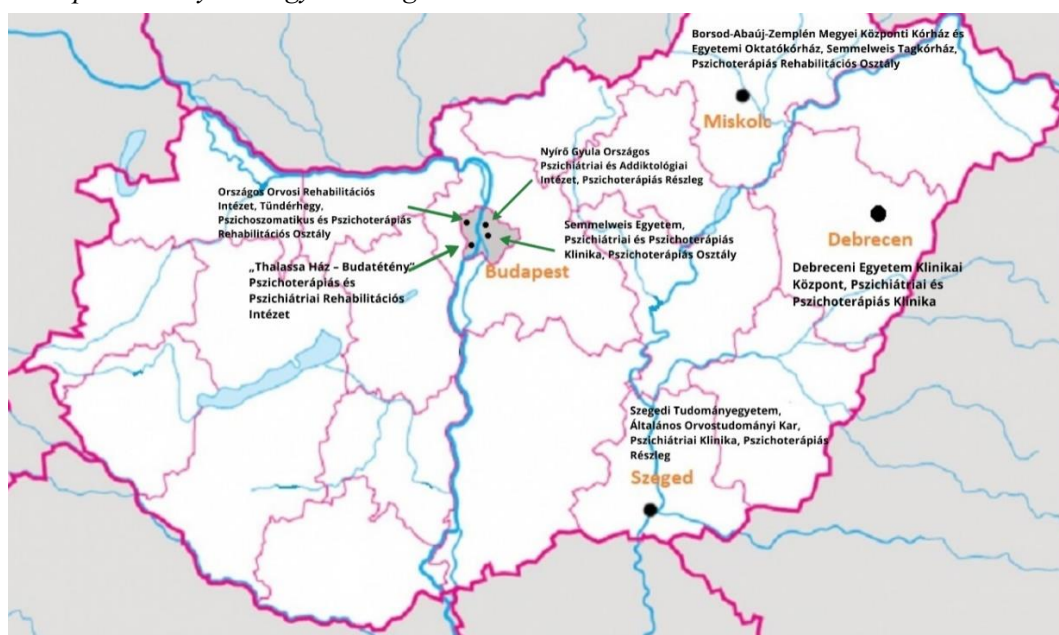 Borsod-Abaúj-Zemplén Megyei Központi Kórház és
Egyetemi Oktatókórház, Semmelweis Tagkórház,
Pszichoterápiás Rehabilitációs Osztály
Miskolc
Nyírő Gyula Országos
Pszichiátriai és Addiktológiai
Intézet, Pszichoterápiás Részleg
Országos Orvosi Rehabilitációs
Intézet, Tündérhegy,
Pszichoszomatikus és Pszichoterápiás
Rehabilitációs Osztály
Semmelweis Egyetem,
Pszichiátriai és Pszichoterápiás
Klinika, Pszichoterápiás Osztály
Budapest
„Thalassa Ház – Budatétény”
Pszichoterápiás és
Pszichiátriai Rehabilitációs
Intézet
Debrecen
Debreceni Egyetem Klinikai
Központ, Pszichiátriai és
Pszichoterápiás Klinika
Szegedi Tudományegyetem,
Általános Orvostudományi Kar,
Pszichiátriai Klinika, Pszichoterápiás
Részleg
Szeged